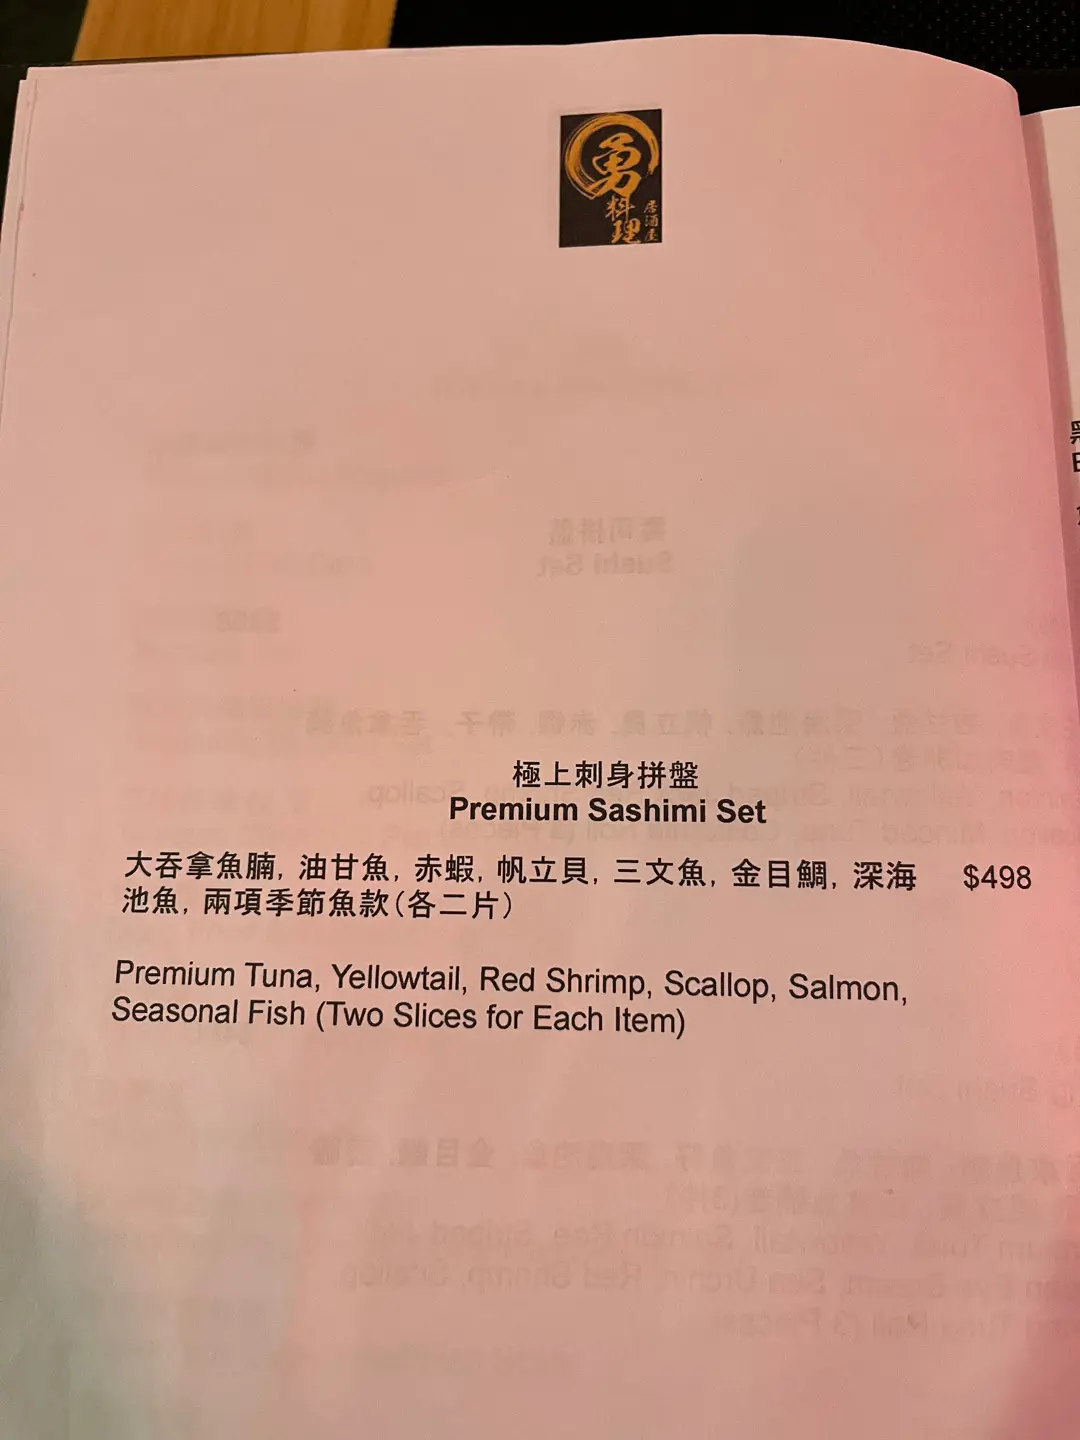 勇
料理
居酒屋
極上刺身拼盤
Premium Sashimi Set
大吞拿魚腩, 油甘魚, 赤蝦, 帆立貝, 三文魚, 金目鯛, 深海 $498
池魚, 兩項季節魚款(各二片)
Premium Tuna, Yellowtail, Red Shrimp, Scallop, Salmon,
Seasonal Fish (Two Slices for Each Item)